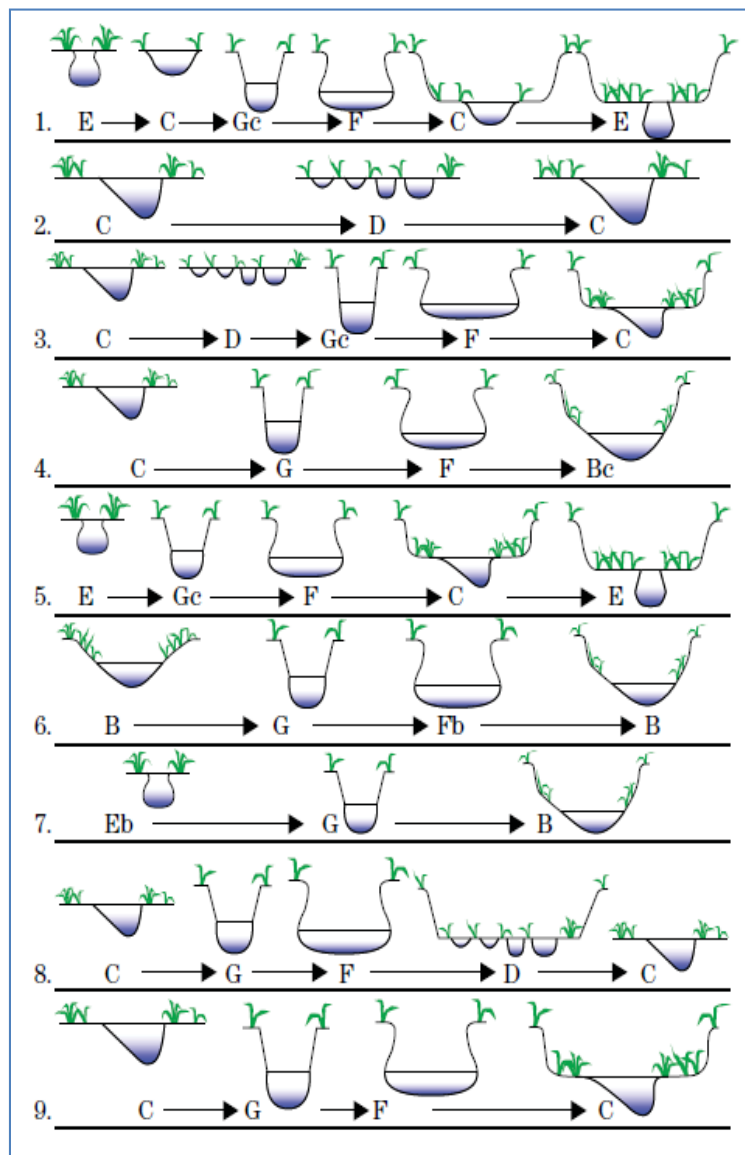 1. E C Gc F C E
2. C D C
3. C D Gc F C
4. C G F Bc
5. E Gc F C E
6. B G Fb B
7. Eb G B
8. C G F D C
9. C G F C